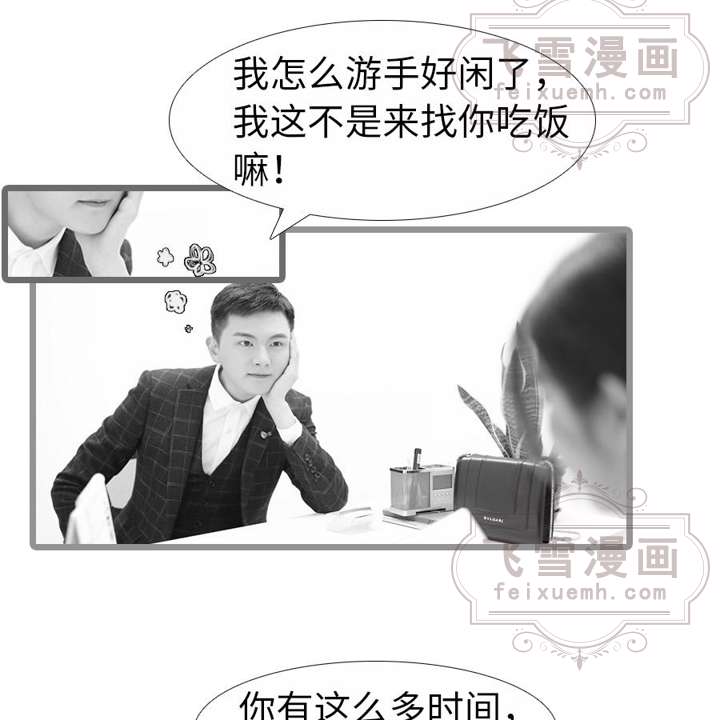 飞雪漫画
feixuemh.com
我怎么游手好闲了，
我这不是来找你吃饭
嘛！
BVLGARI
飞雪漫画
feixuemh.com
你有这么多时间，